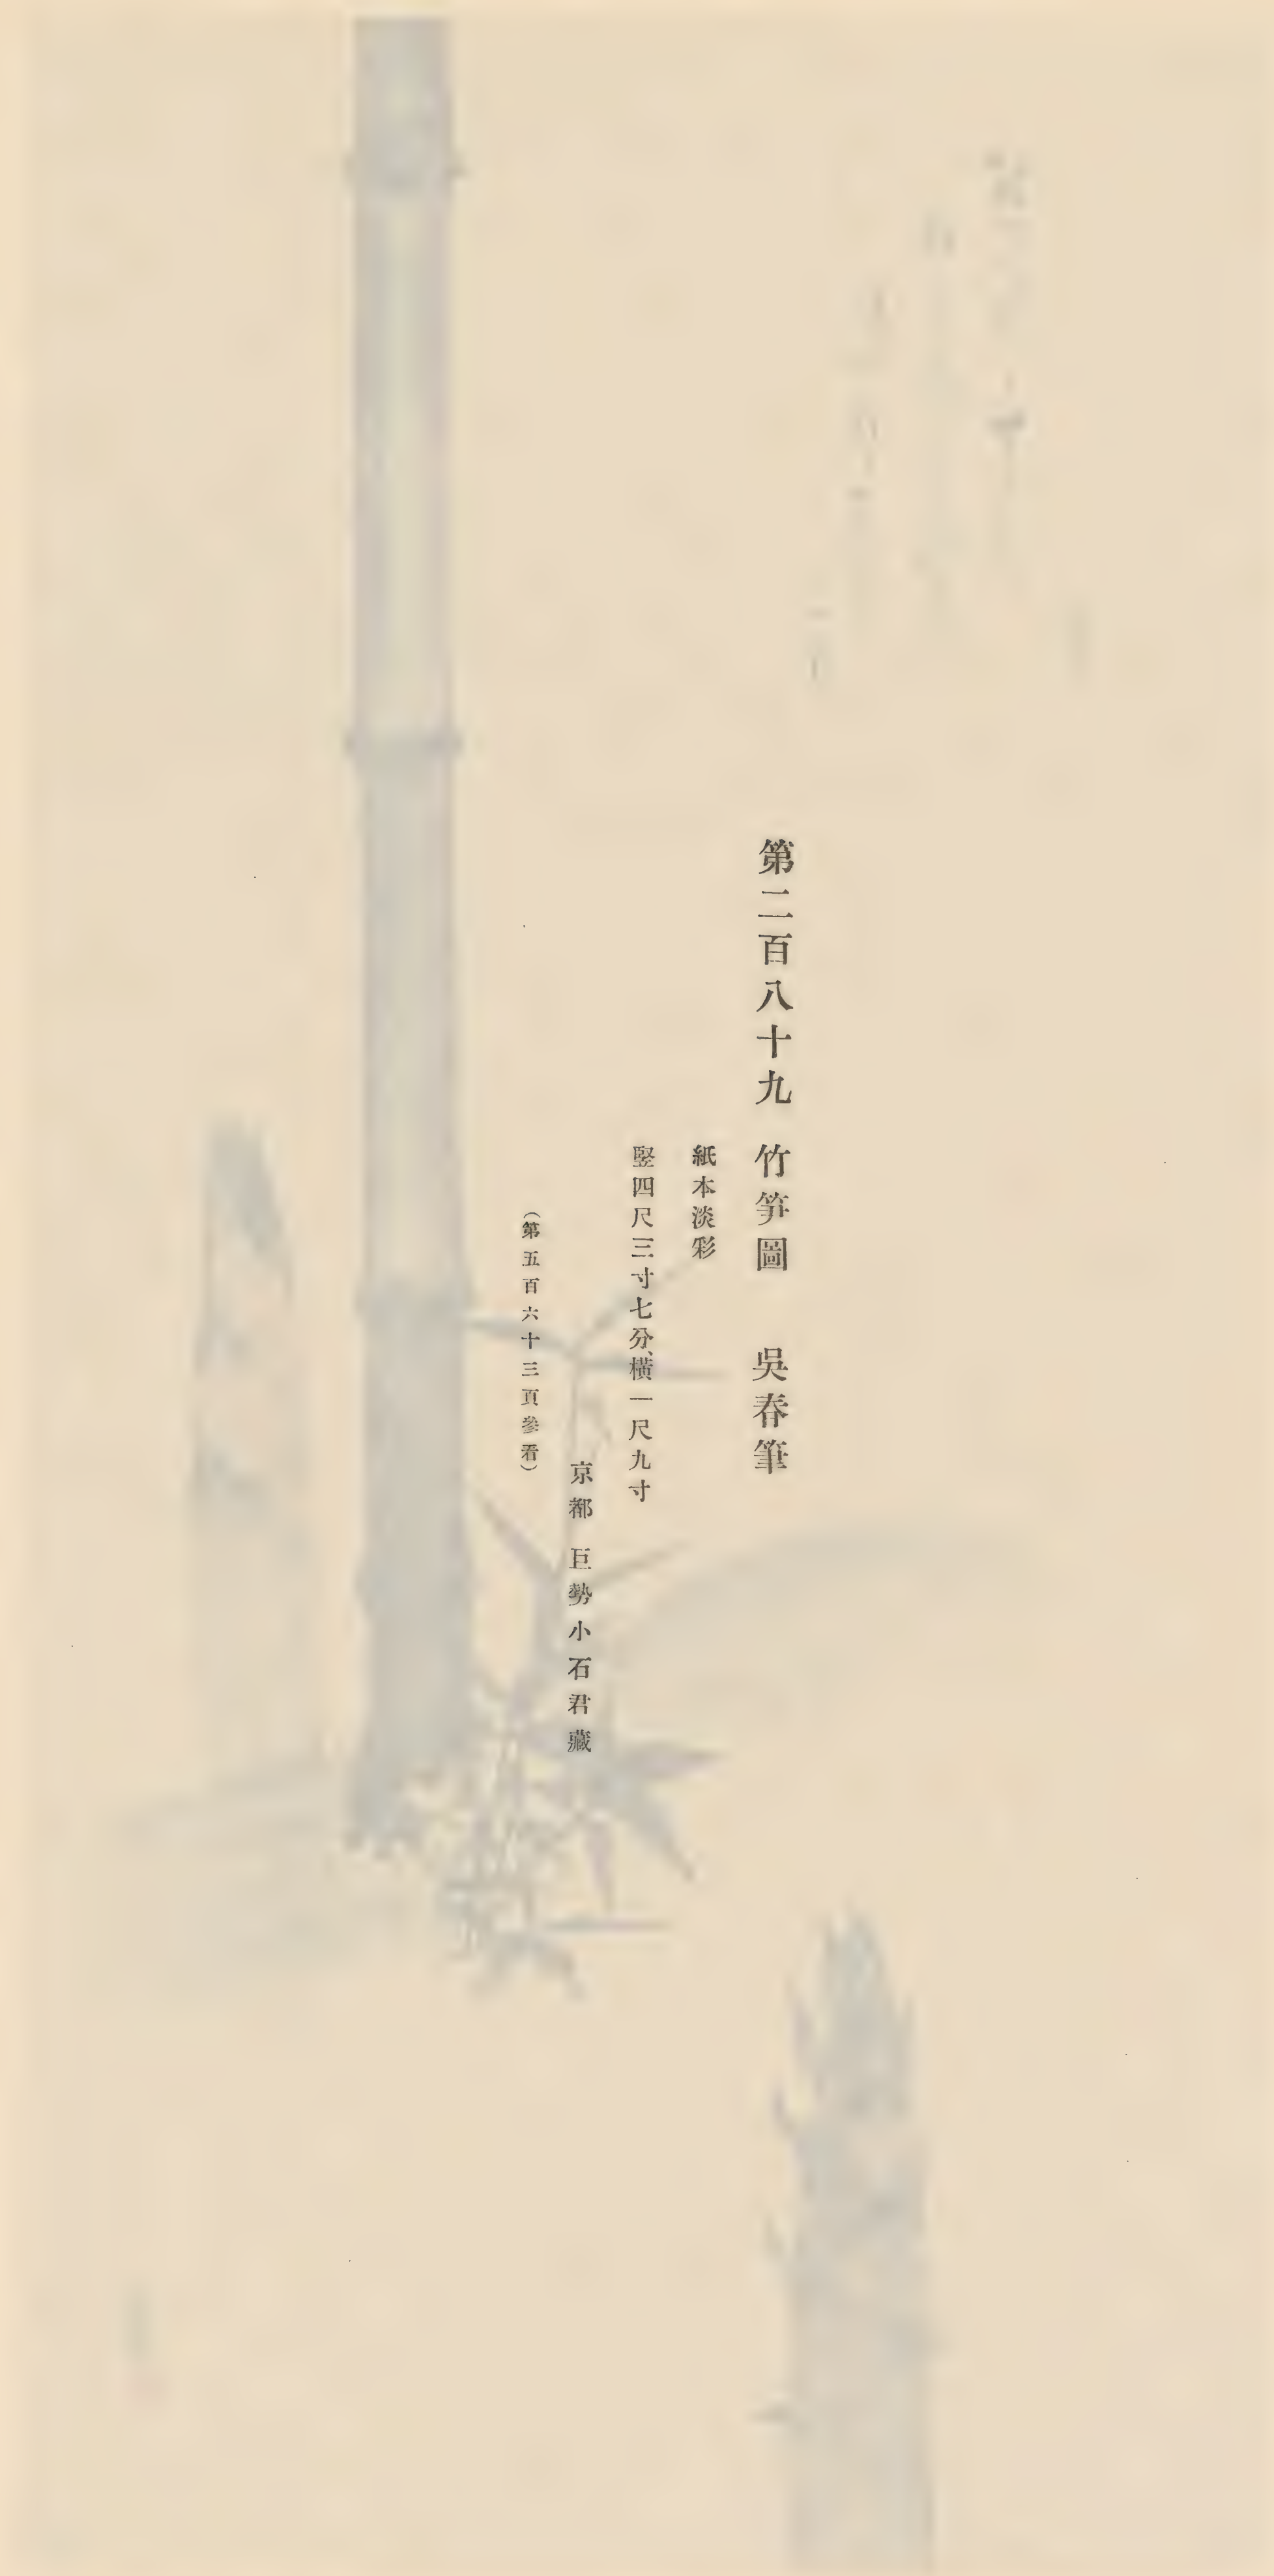 第二百八十九 竹笋圖 吳春筆
紙本淡彩
竪四尺三寸七分、橫一尺九寸
京都 巨勢小石君藏
(第五百六十三頁參看)